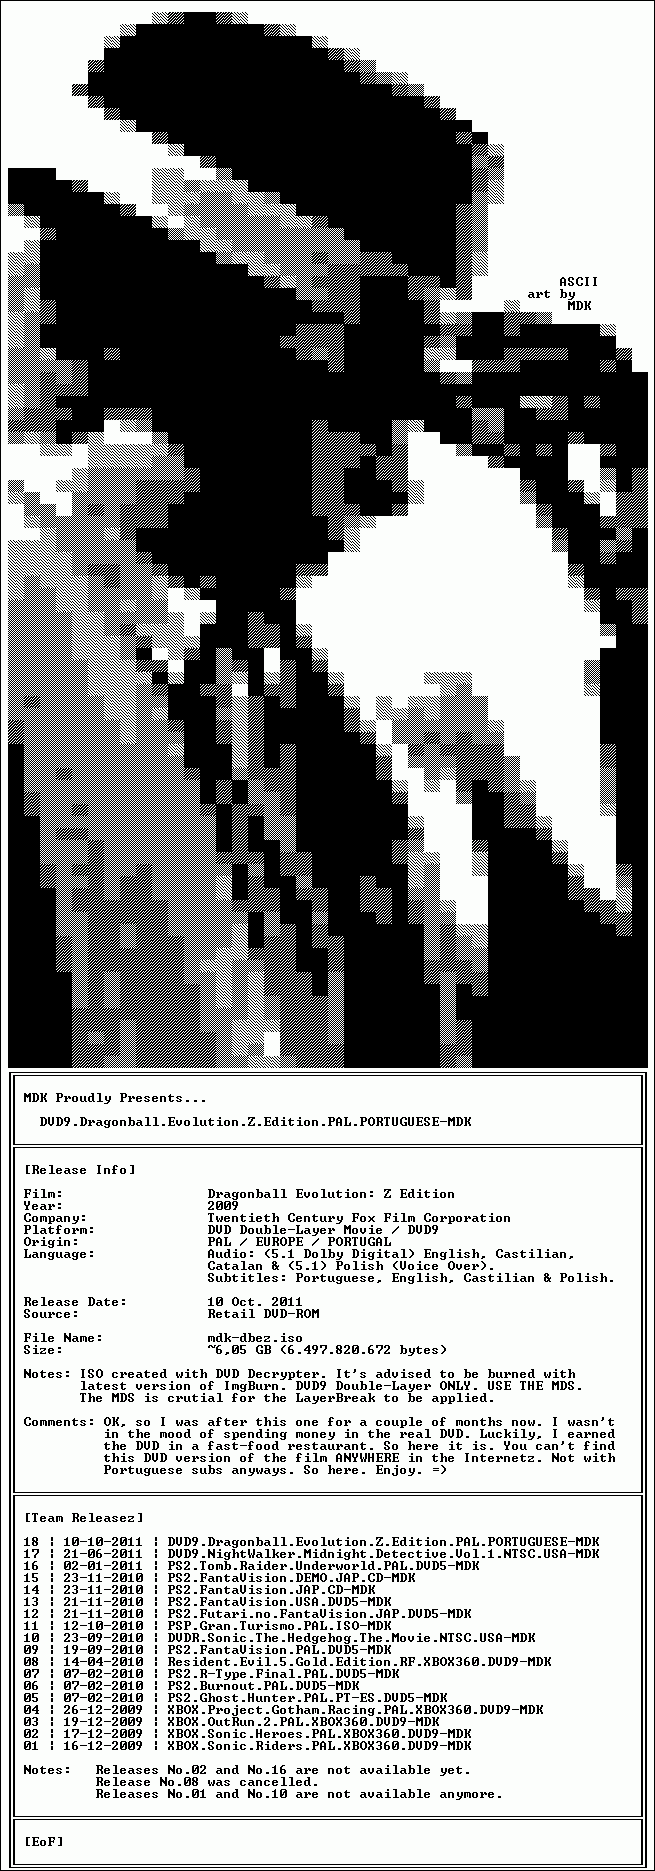 ASCII
art by
MDK
MDK Proudly Presents...
DVD9.Dragonball.Evolution.Z.Edition.PAL.PORTUGUESE-MDK
[Release Info]
Film: Dragonball Evolution: Z Edition
Year: 2009
Company: Twentieth Century Fox Film Corporation
Platform: DVD Double-Layer Movie / DVD9
Origin: PAL / EUROPE / PORTUGAL
Language: Audio: (5.1 Dolby Digital) English, Castilian,
Catalan & (5.1) Polish (Voice Over).
Subtitles: Portuguese, English, Castilian & Polish.
Release Date: 10 Oct. 2011
Source: Retail DVD-ROM
File Name: mdk-dbez.iso
Size: ~6,05 GB (6.497.820.672 bytes)
Notes: ISO created with DVD Decrypter. It's advised to be burned with
latest version of ImgBurn. DVD9 Double-Layer ONLY. USE THE MDS.
The MDS is crutial for the LayerBreak to be applied.
Comments: OK, so I was after this one for a couple of months now. I wasn't
in the mood of spending money in the real DVD. Luckily, I earned
the DVD in a fast-food restaurant. So here it is. You can't find
this DVD version of the film ANYWHERE in the Internetz. Not with
Portuguese subs anyways. So here. Enjoy. =)
[Team Releasez]
18 ¦ 10-10-2011 ¦ DVD9.Dragonball.Evolution.Z.Edition.PAL.PORTUGUESE-MDK
17 ¦ 21-06-2011 ¦ DVD9.NightWalker.Midnight.Detective.Vol.1.NTSC.USA-MDK
16 ¦ 02-01-2011 ¦ PS2.Tomb.Raider.Underworld.PAL.DVD5-MDK
15 ¦ 23-11-2010 ¦ PS2.FantaVision.DEMO.JAP.CD-MDK
14 ¦ 23-11-2010 ¦ PS2.FantaVision.JAP.CD-MDK
13 ¦ 21-11-2010 ¦ PS2.FantaVision.USA.DVD5-MDK
12 ¦ 21-11-2010 ¦ PS2.Futari.no.FantaVision.JAP.DVD5-MDK
11 ¦ 12-10-2010 ¦ PSP.Gran.Turismo.PAL.ISO-MDK
10 ¦ 23-09-2010 ¦ DVDR.Sonic.The.Hedgehog.The.Movie.NTSC.USA-MDK
09 ¦ 19-09-2010 ¦ PS2.FantaVision.PAL.DVD5-MDK
08 ¦ 14-04-2010 ¦ Resident.Evil.5.Gold.Edition.RF.XBOX360.DVD9-MDK
07 ¦ 07-02-2010 ¦ PS2.R-Type.Final.PAL.DVD5-MDK
06 ¦ 07-02-2010 ¦ PS2.Burnout.PAL.DVD5-MDK
05 ¦ 07-02-2010 ¦ PS2.Ghost.Hunter.PAL.PT-ES.DVD5-MDK
04 ¦ 26-12-2009 ¦ XBOX.Project.Gotham.Racing.PAL.XBOX360.DVD9-MDK
03 ¦ 19-12-2009 ¦ XBOX.OutRun.2.PAL.XBOX360.DVD9-MDK
02 ¦ 17-12-2009 ¦ XBOX.Sonic.Heroes.PAL.XBOX360.DVD9-MDK
01 ¦ 16-12-2009 ¦ XBOX.Sonic.Riders.PAL.XBOX360.DVD9-MDK
Notes: Releases No.02 and No.16 are not available yet.
Release No.08 was cancelled.
Releases No.01 and No.10 are not available anymore.
[EoF]